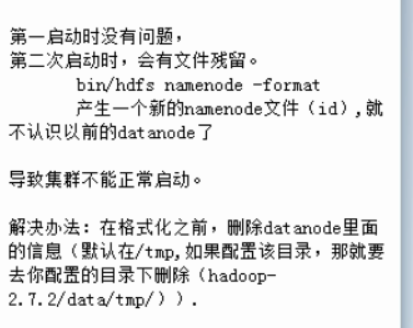 第一启动时没有问题，
第二次启动时，会有文件残留。
bin/hdfs namenode -format
产生一个新的namenode文件（id）,就
不认识以前的datanode了
导致集群不能正常启动。
解决办法：在格式化之前，删除datanode里面
的信息（默认在/tmp,如果配置该目录，那就要
去你配置的目录下删除（hadoop-
2.7.2/data/tmp/））.